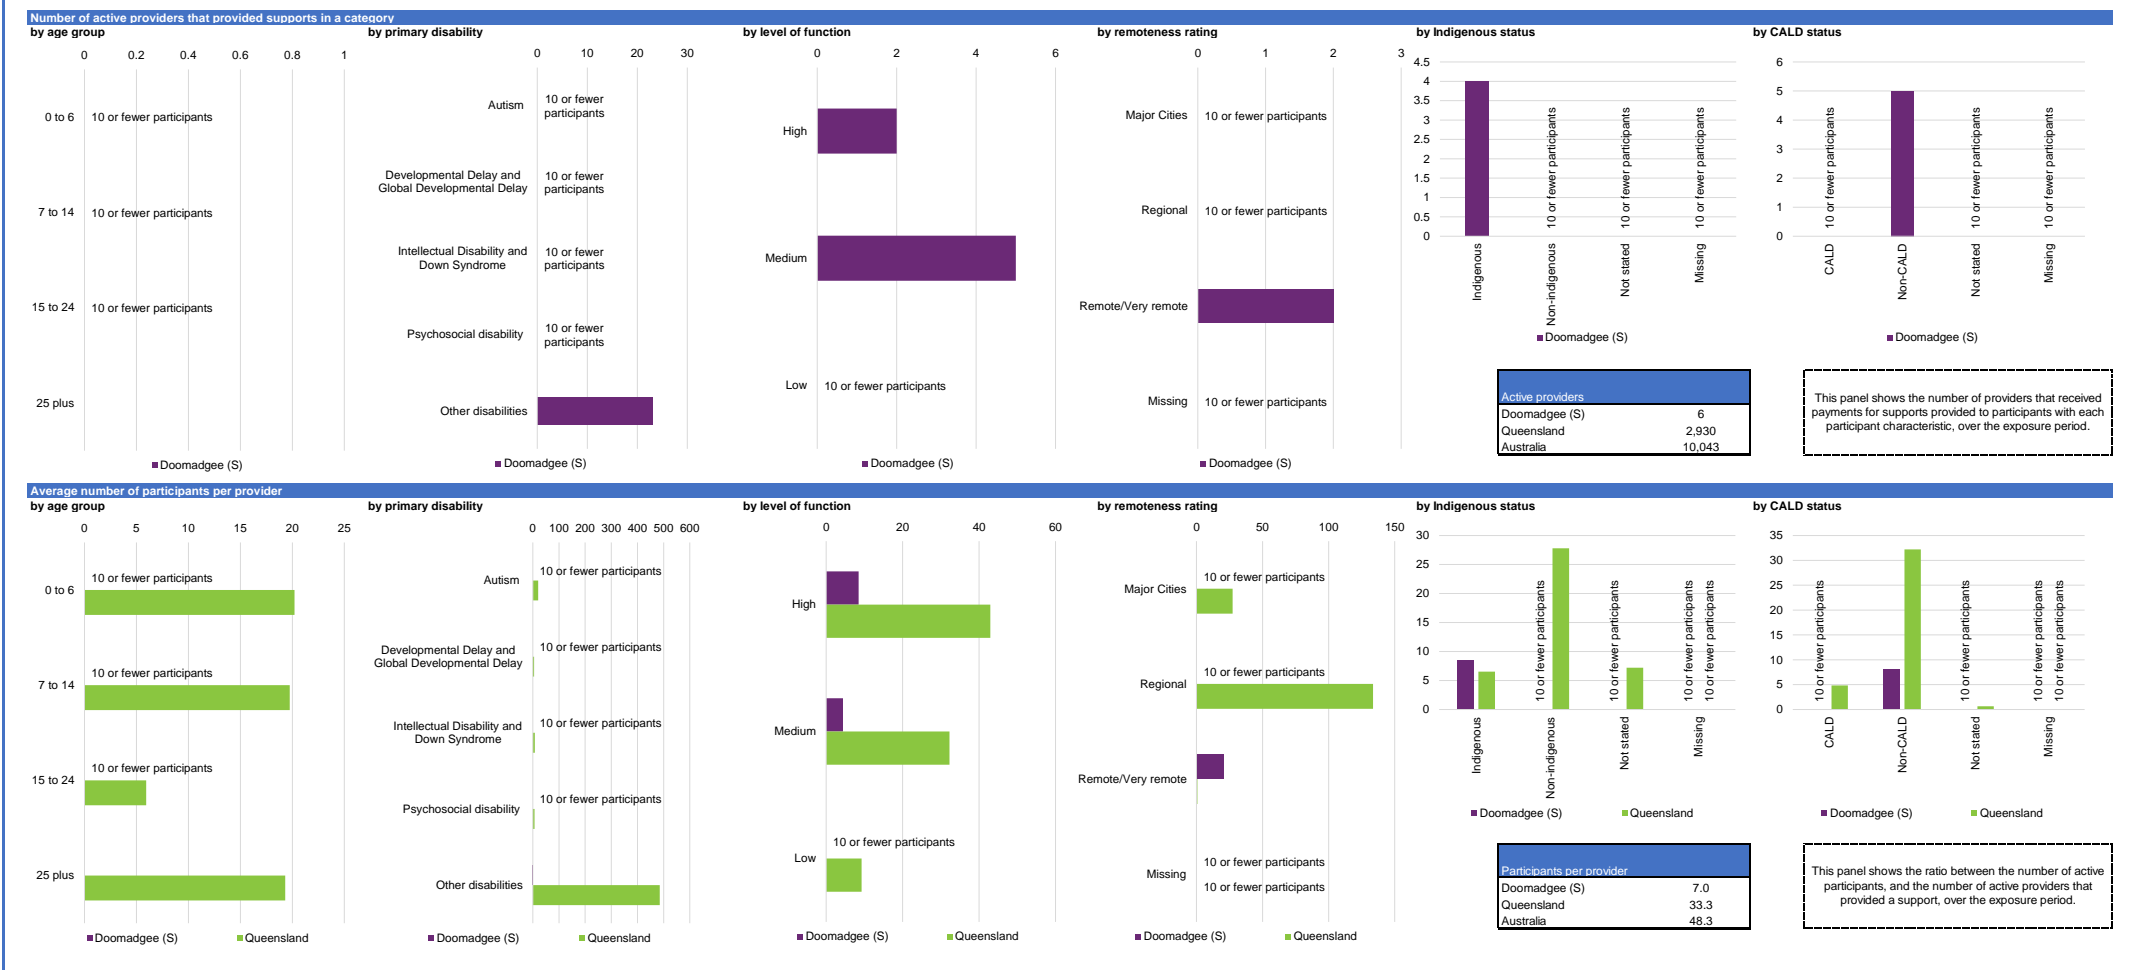 Number of active providers that provided supports in a category
by age group
0 0.2 0.4 0.6 0.8 1
0 to 6
10 or fewer participants
7 to 14
10 or fewer participants
15 to 24
10 or fewer participants
25 plus
Doomadgee (S)
by primary disability
0 10 20 30
Autism
10 or fewer
participants
Developmental Delay and
Global Developmental Delay
10 or fewer
participants
Intellectual Disability and
Down Syndrome
10 or fewer
participants
Psychosocial disability
10 or fewer
participants
Other disabilities
Doomadgee (S)
by level of function
0 2 4 6
High
Medium
Low
10 or fewer participants
Doomadgee (S)
by remoteness rating
0 1 2 3
Major Cities
10 or fewer participants
Regional
10 or fewer participants
Remote/Very remote
Missing
10 or fewer participants
Doomadgee (S)
by Indigenous status
4.5
4
3.5
3
2.5
2
1.5
1
0.5
0
10 or fewer participants
10 or fewer participants
10 or fewer participants
Indigenous
Non-indigenous
Not stated
Missing
Doomadgee (S)
by CALD status
6
5
4
3
2
1
0
10 or fewer participants
10 or fewer participants
10 or fewer participants
CALD
Non-CALD
Not stated
Missing
Doomadgee (S)
Active providers
Doomadgee (S) 6
Queensland 2,930
Australia 10,043
This panel shows the number of providers that received
payments for supports provided to participants with each
participant characteristic, over the exposure period.
Average number of participants per provider
by age group
0 5 10 15 20 25
0 to 6
10 or fewer participants
7 to 14
10 or fewer participants
15 to 24
10 or fewer participants
25 plus
Doomadgee (S) Queensland
by primary disability
0 100 200 300 400 500 600
Autism
10 or fewer participants
Developmental Delay and
Global Developmental Delay
10 or fewer participants
Intellectual Disability and
Down Syndrome
10 or fewer participants
Psychosocial disability
10 or fewer participants
Other disabilities
Doomadgee (S) Queensland
by level of function
0 20 40 60
High
Medium
Low
10 or fewer participants
Doomadgee (S) Queensland
by remoteness rating
0 50 100 150
Major Cities
10 or fewer participants
Regional
10 or fewer participants
Remote/Very remote
Missing
10 or fewer participants
10 or fewer participants
Doomadgee (S) Queensland
by Indigenous status
30
25
20
15
10
5
0
10 or fewer participants
10 or fewer participants
10 or fewer participants
10 or fewer participants
Indigenous
Non-indigenous
Not stated
Missing
Doomadgee (S) Queensland
by CALD status
35
30
25
20
15
10
5
0
10 or fewer participants
10 or fewer participants
10 or fewer participants
10 or fewer participants
CALD
Non-CALD
Not stated
Missing
Doomadgee (S) Queensland
Participants per provider
Doomadgee (S) 7.0
Queensland 33.3
Australia 48.3
This panel shows the ratio between the number of active
participants, and the number of active providers that
provided a support, over the exposure period.